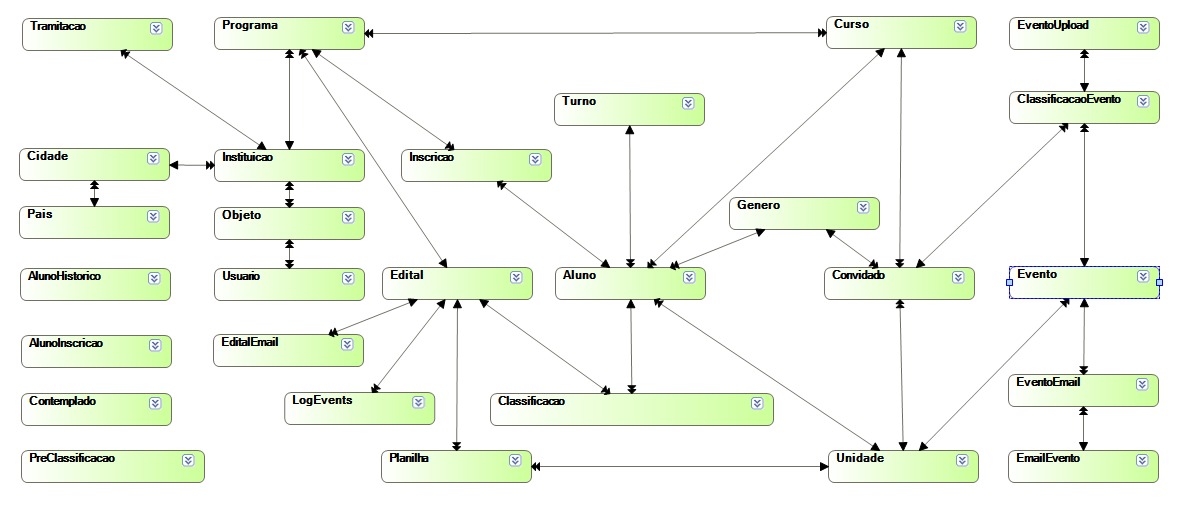 Tramitacao
Programa
Curso
EventoUpload
Turno
ClassificacaoEvento
Cidade
Instituicao
Inscricao
Pais
Objeto
Genero
AlunoHistorico
Usuario
Edital
Aluno
Convidado
Evento
AlunoInscricao
EditalEmail
Contemplado
LogEvents
Classificacao
EventoEmail
PreClassificacao
Planilha
Unidade
EmailEvento